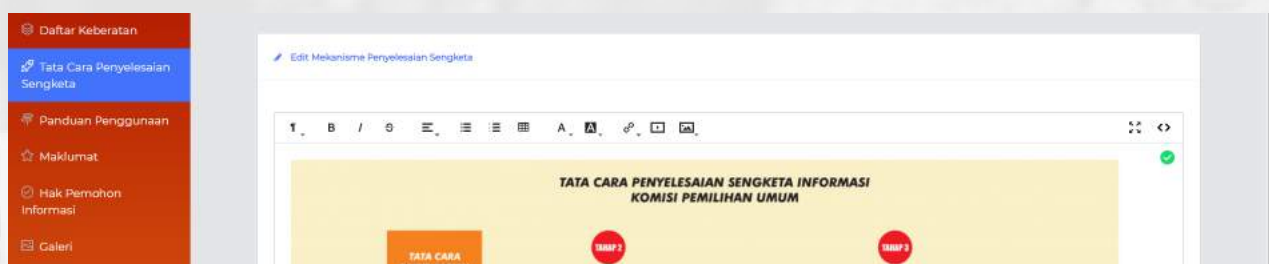 Daftar Keberatan
Tata Cara Penyelesaian
Sengketa
Panduan Penggunaan
Maklumat
Hak Pemohon
Informasi
Galeri
Edit Mekanisme Penyelesaian Sengketa
TATA CARA PENYELESAIAN SENGKETA INFORMASI
KOMISI PEMILIHAN UMUM
TATA CARA
TAHAP 2
TAHAP 3